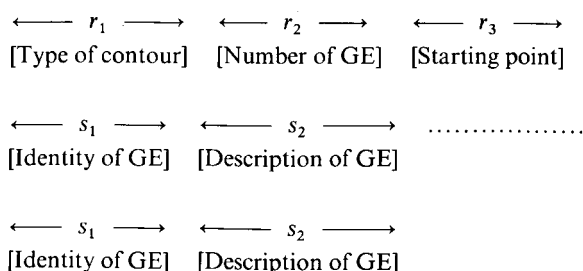 ← r₁ → ← r₂ → ← r₃ →
[Type of contour] [Number of GE] [Starting point]
← s₁ → ← s₂ → ..................
[Identity of GE] [Description of GE]
← s₁ → ← s₂ →
[Identity of GE] [Description of GE]